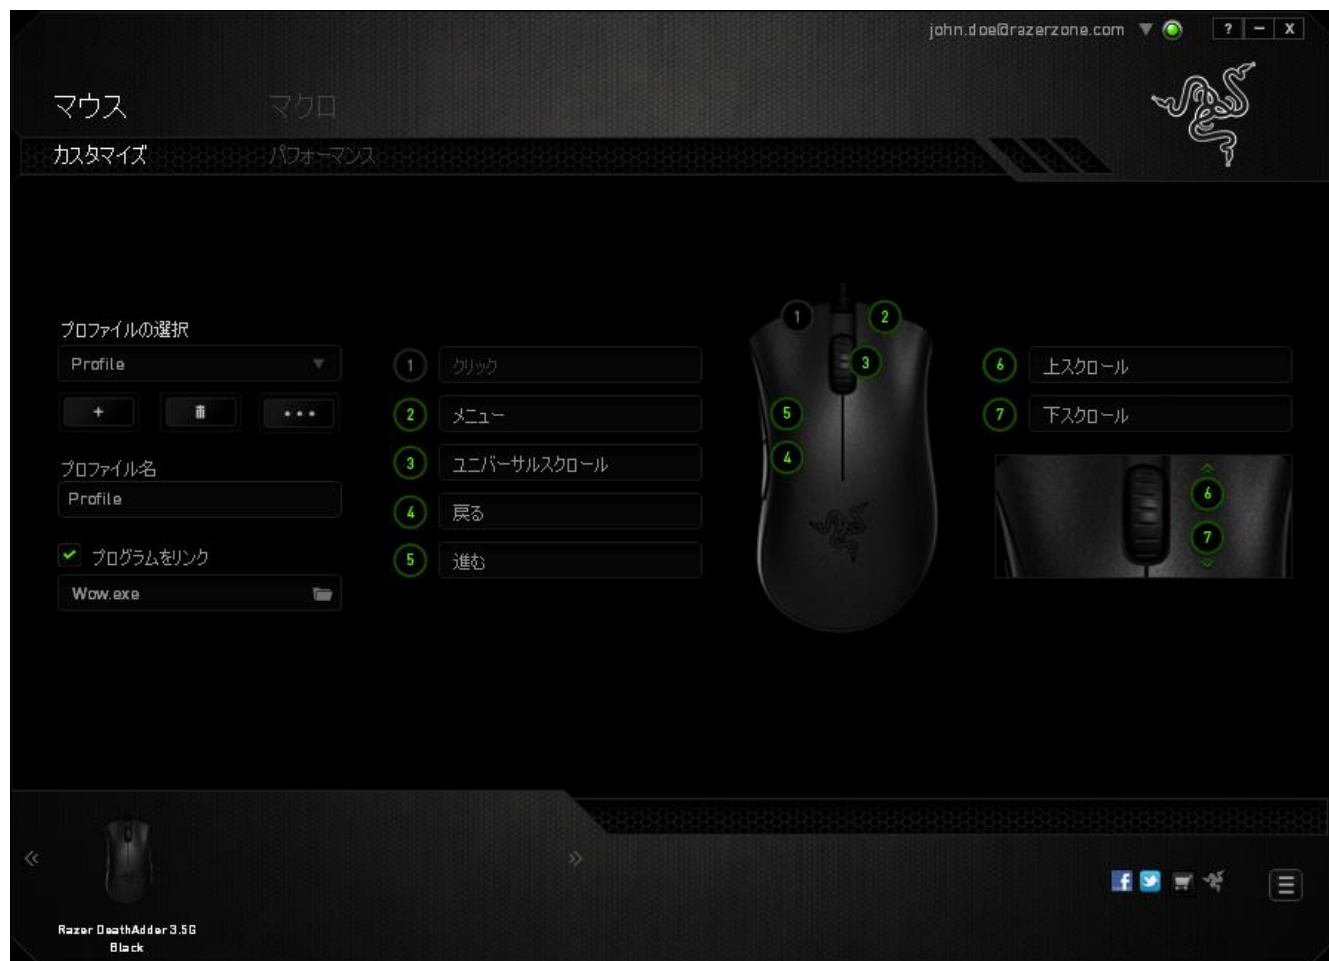 john.doe@razerzone.com
? − X
マウス
マクロ
カスタマイズ
パフォーマンス
プロファイルの選択
Profile
+
プロファイル名
Profile
プログラムをリンク
Wow.exe
1 クリック
2 メニュー
3 ユニバーサルスクロール
4 戻る
5 進む
1
2
3
5
4
6 上スクロール
7 下スクロール
6
7
Razer DeathAdder 3.5G
Black